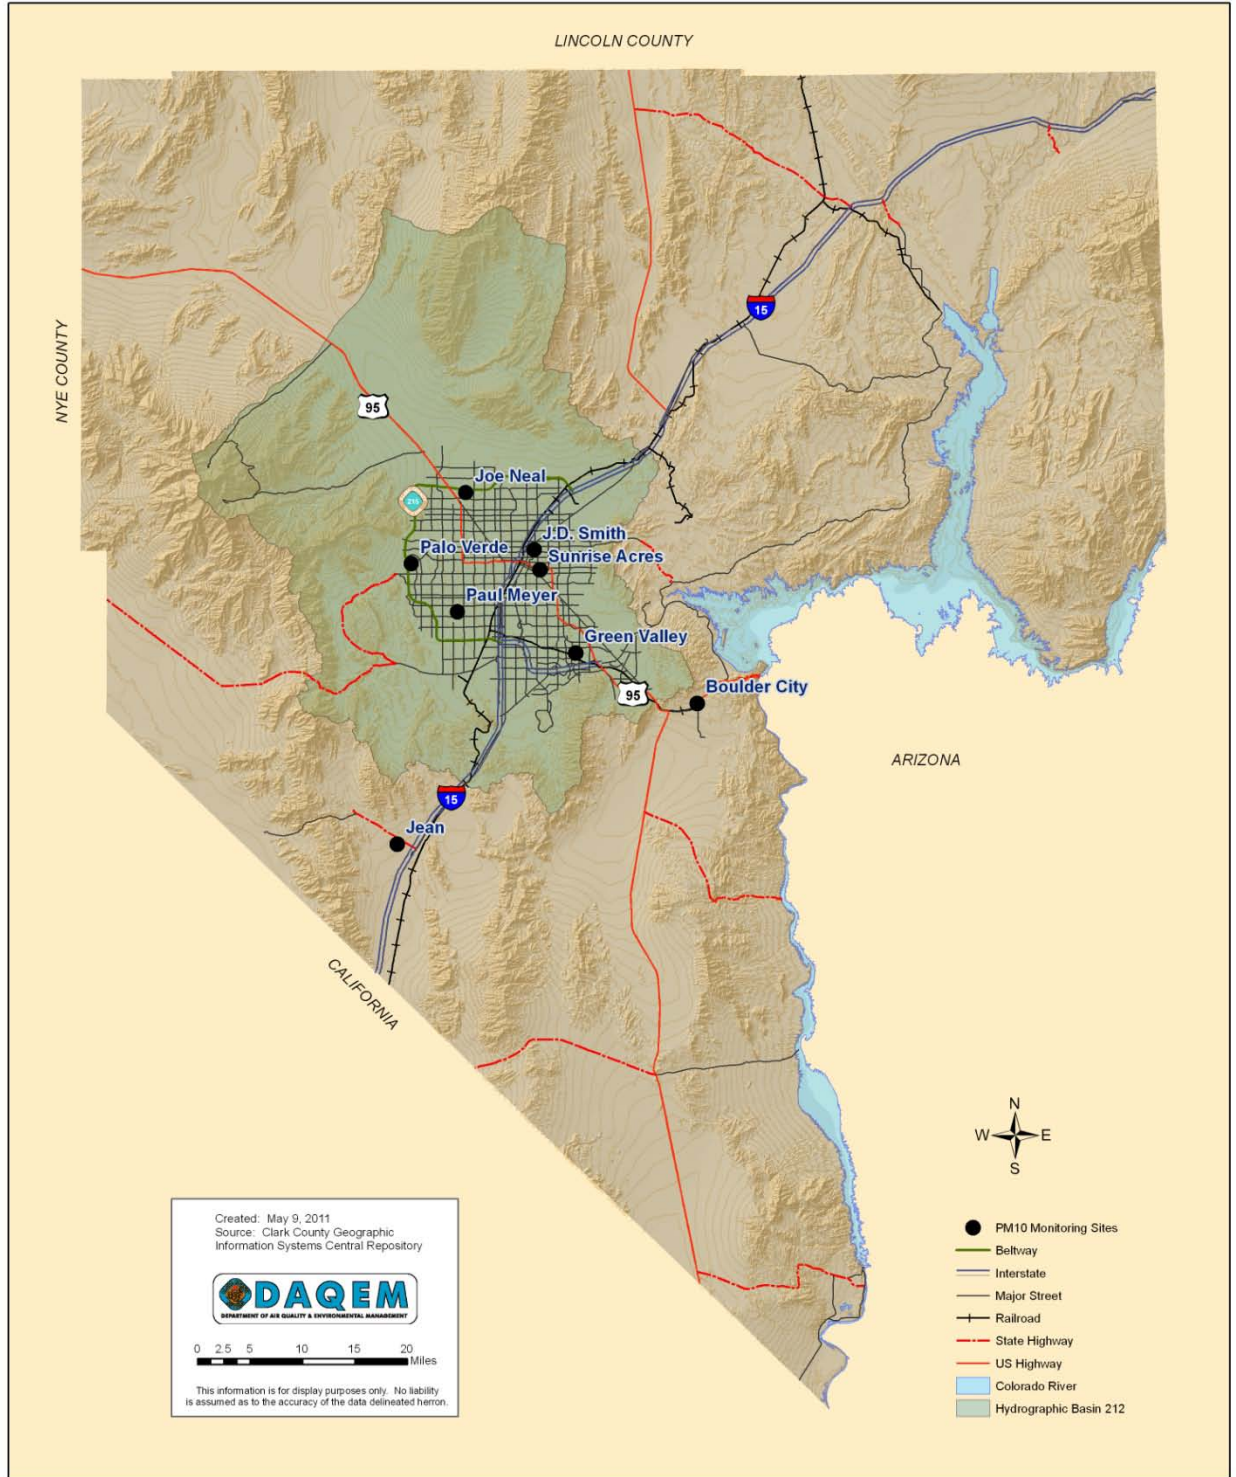 LINCOLN COUNTY
NYE COUNTY
15
95
Joe Neal
215
J.D. Smith
Palo Verde
Sunrise Acres
Paul Meyer
Green Valley
95
Boulder City
ARIZONA
15
Jean
CALIFORNIA
N
W E
S
Created: May 9, 2011
Source: Clark County Geographic
Information Systems Central Repository
DAQEM
DEPARTMENT OF AIR QUALITY & ENVIRONMENTAL MANAGEMENT
0 2.5 5 10 15 20
Miles
This information is for display purposes only. No liability
is assumed as to the accuracy of the data delineated herron.
PM10 Monitoring Sites
Beltway
Interstate
Major Street
Railroad
State Highway
US Highway
Colorado River
Hydrographic Basin 212